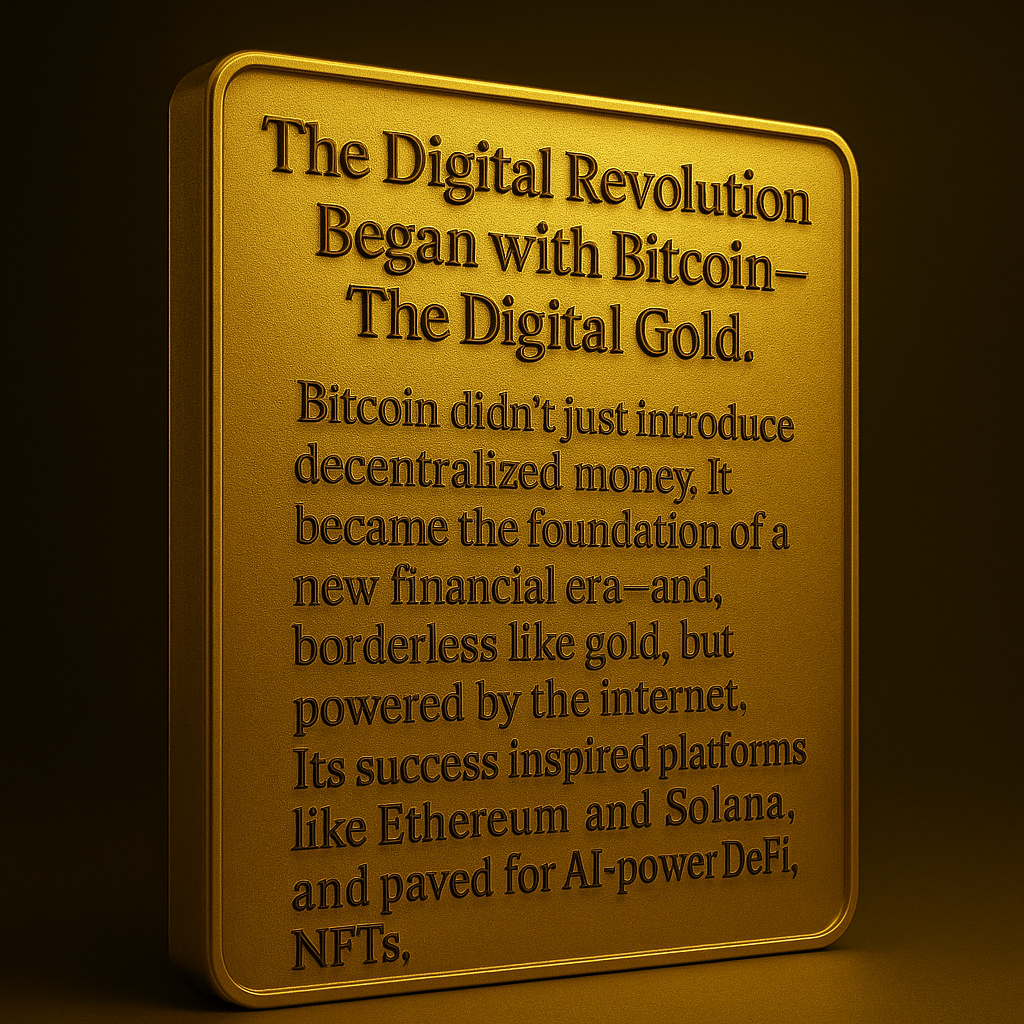 The Digital Revolution
Began with Bitcoin—
The Digital Gold.
Bitcoin didn't just introduce
decentralized money, It
became the foundation of a
new financial era—and,
borderless like gold, but
powered by the internet,
Its success inspired platforms
like Ethereum and Solana,
and paved for AI-power DeFi,
NFTs,